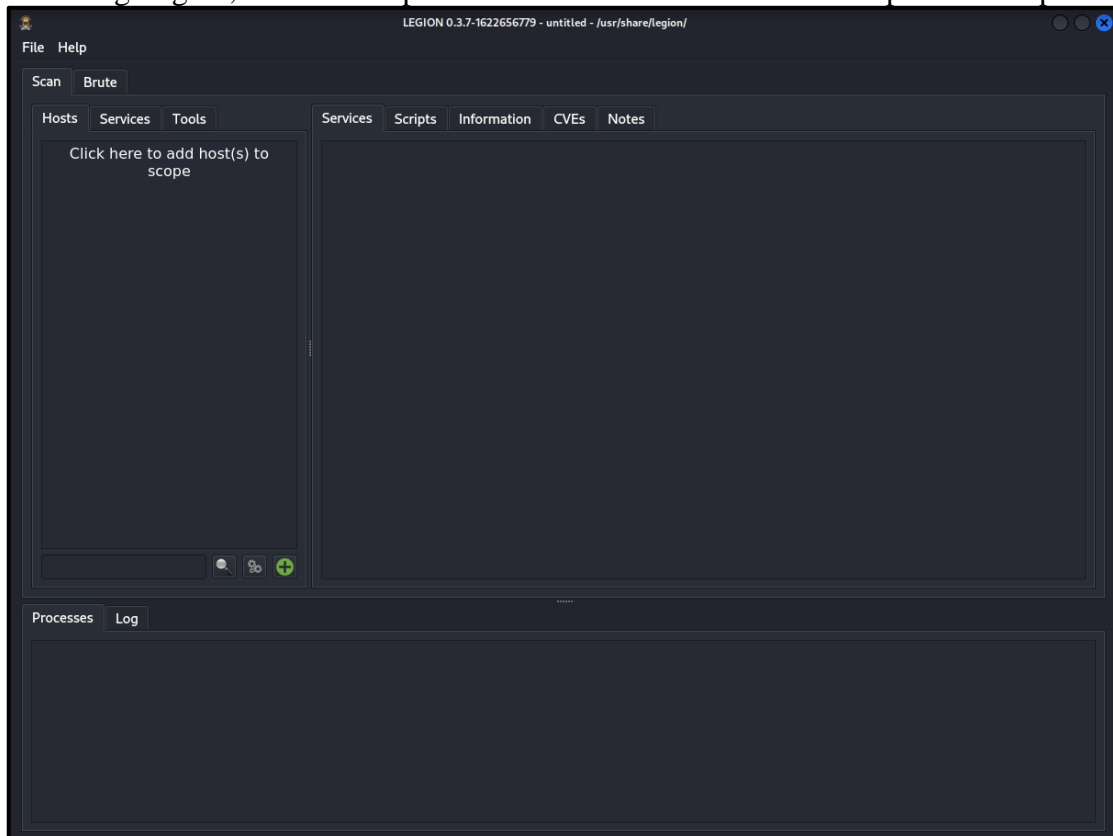 LEGION 0.3.7-1622656779 - untitled - /usr/share/legion/
File Help
Scan Brute
Hosts Services Tools
Services Scripts Information CVEs Notes
Click here to add host(s) to
scope
Processes Log